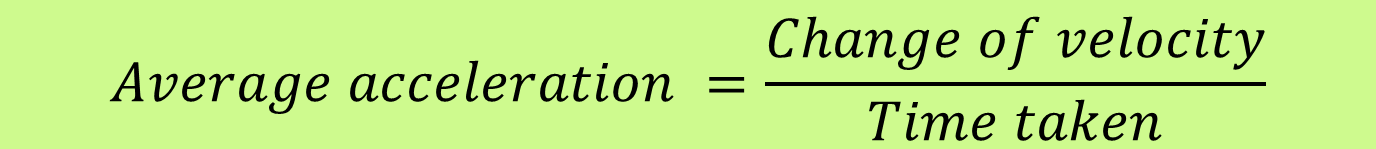 Average acceleration = Change of velocity
Time taken